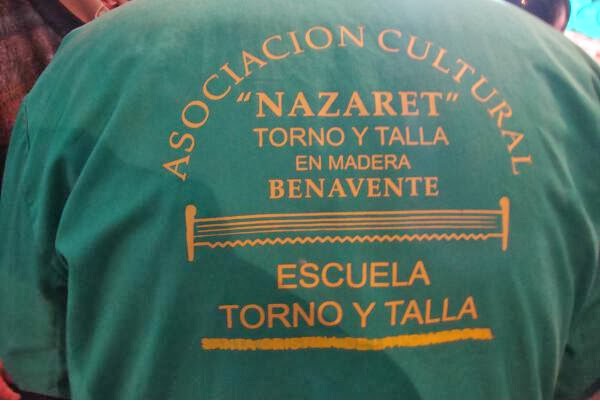 ASOCIACION CULTURAL
"NAZARET"
TORNO Y TALLA
EN MADERA
BENAVENTE
ESCUELA
TORNO Y TALLA